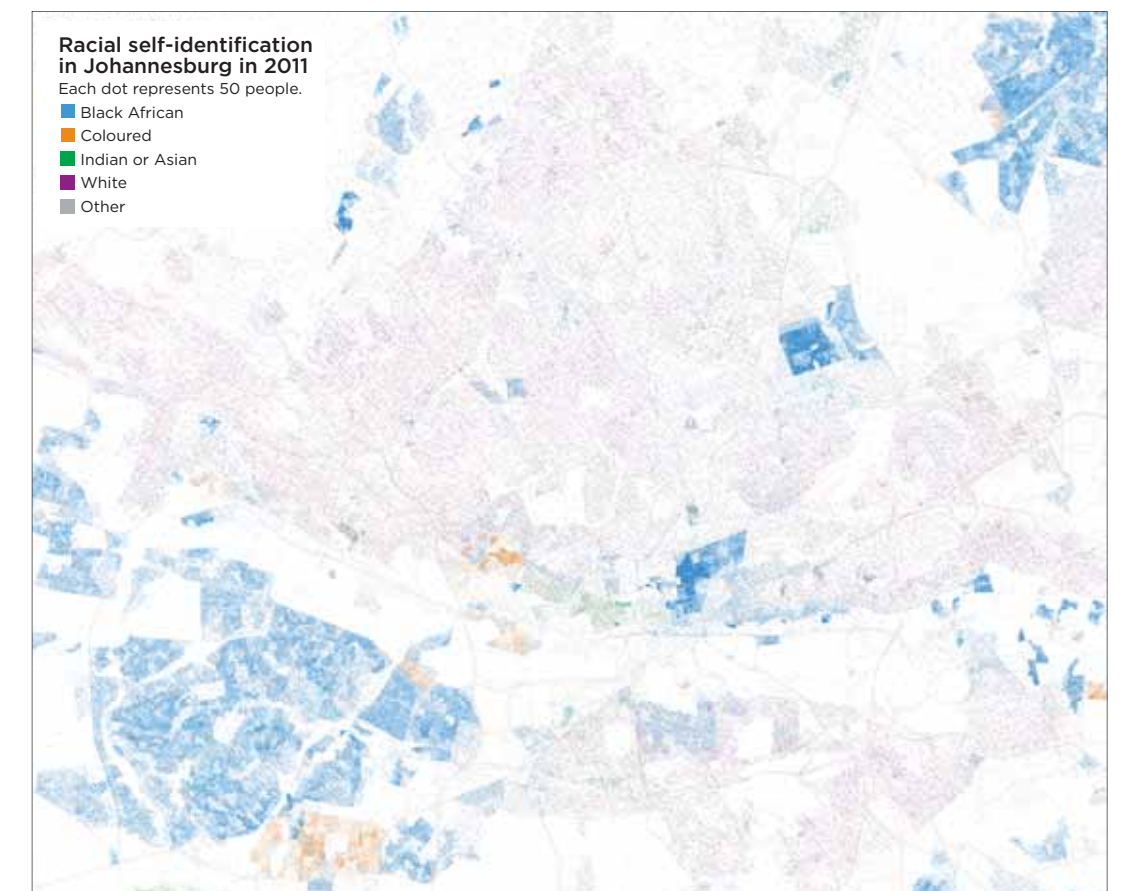 Racial self-identification
in Johannesburg in 2011
Each dot represents 50 people.
Black African
Coloured
Indian or Asian
White
Other